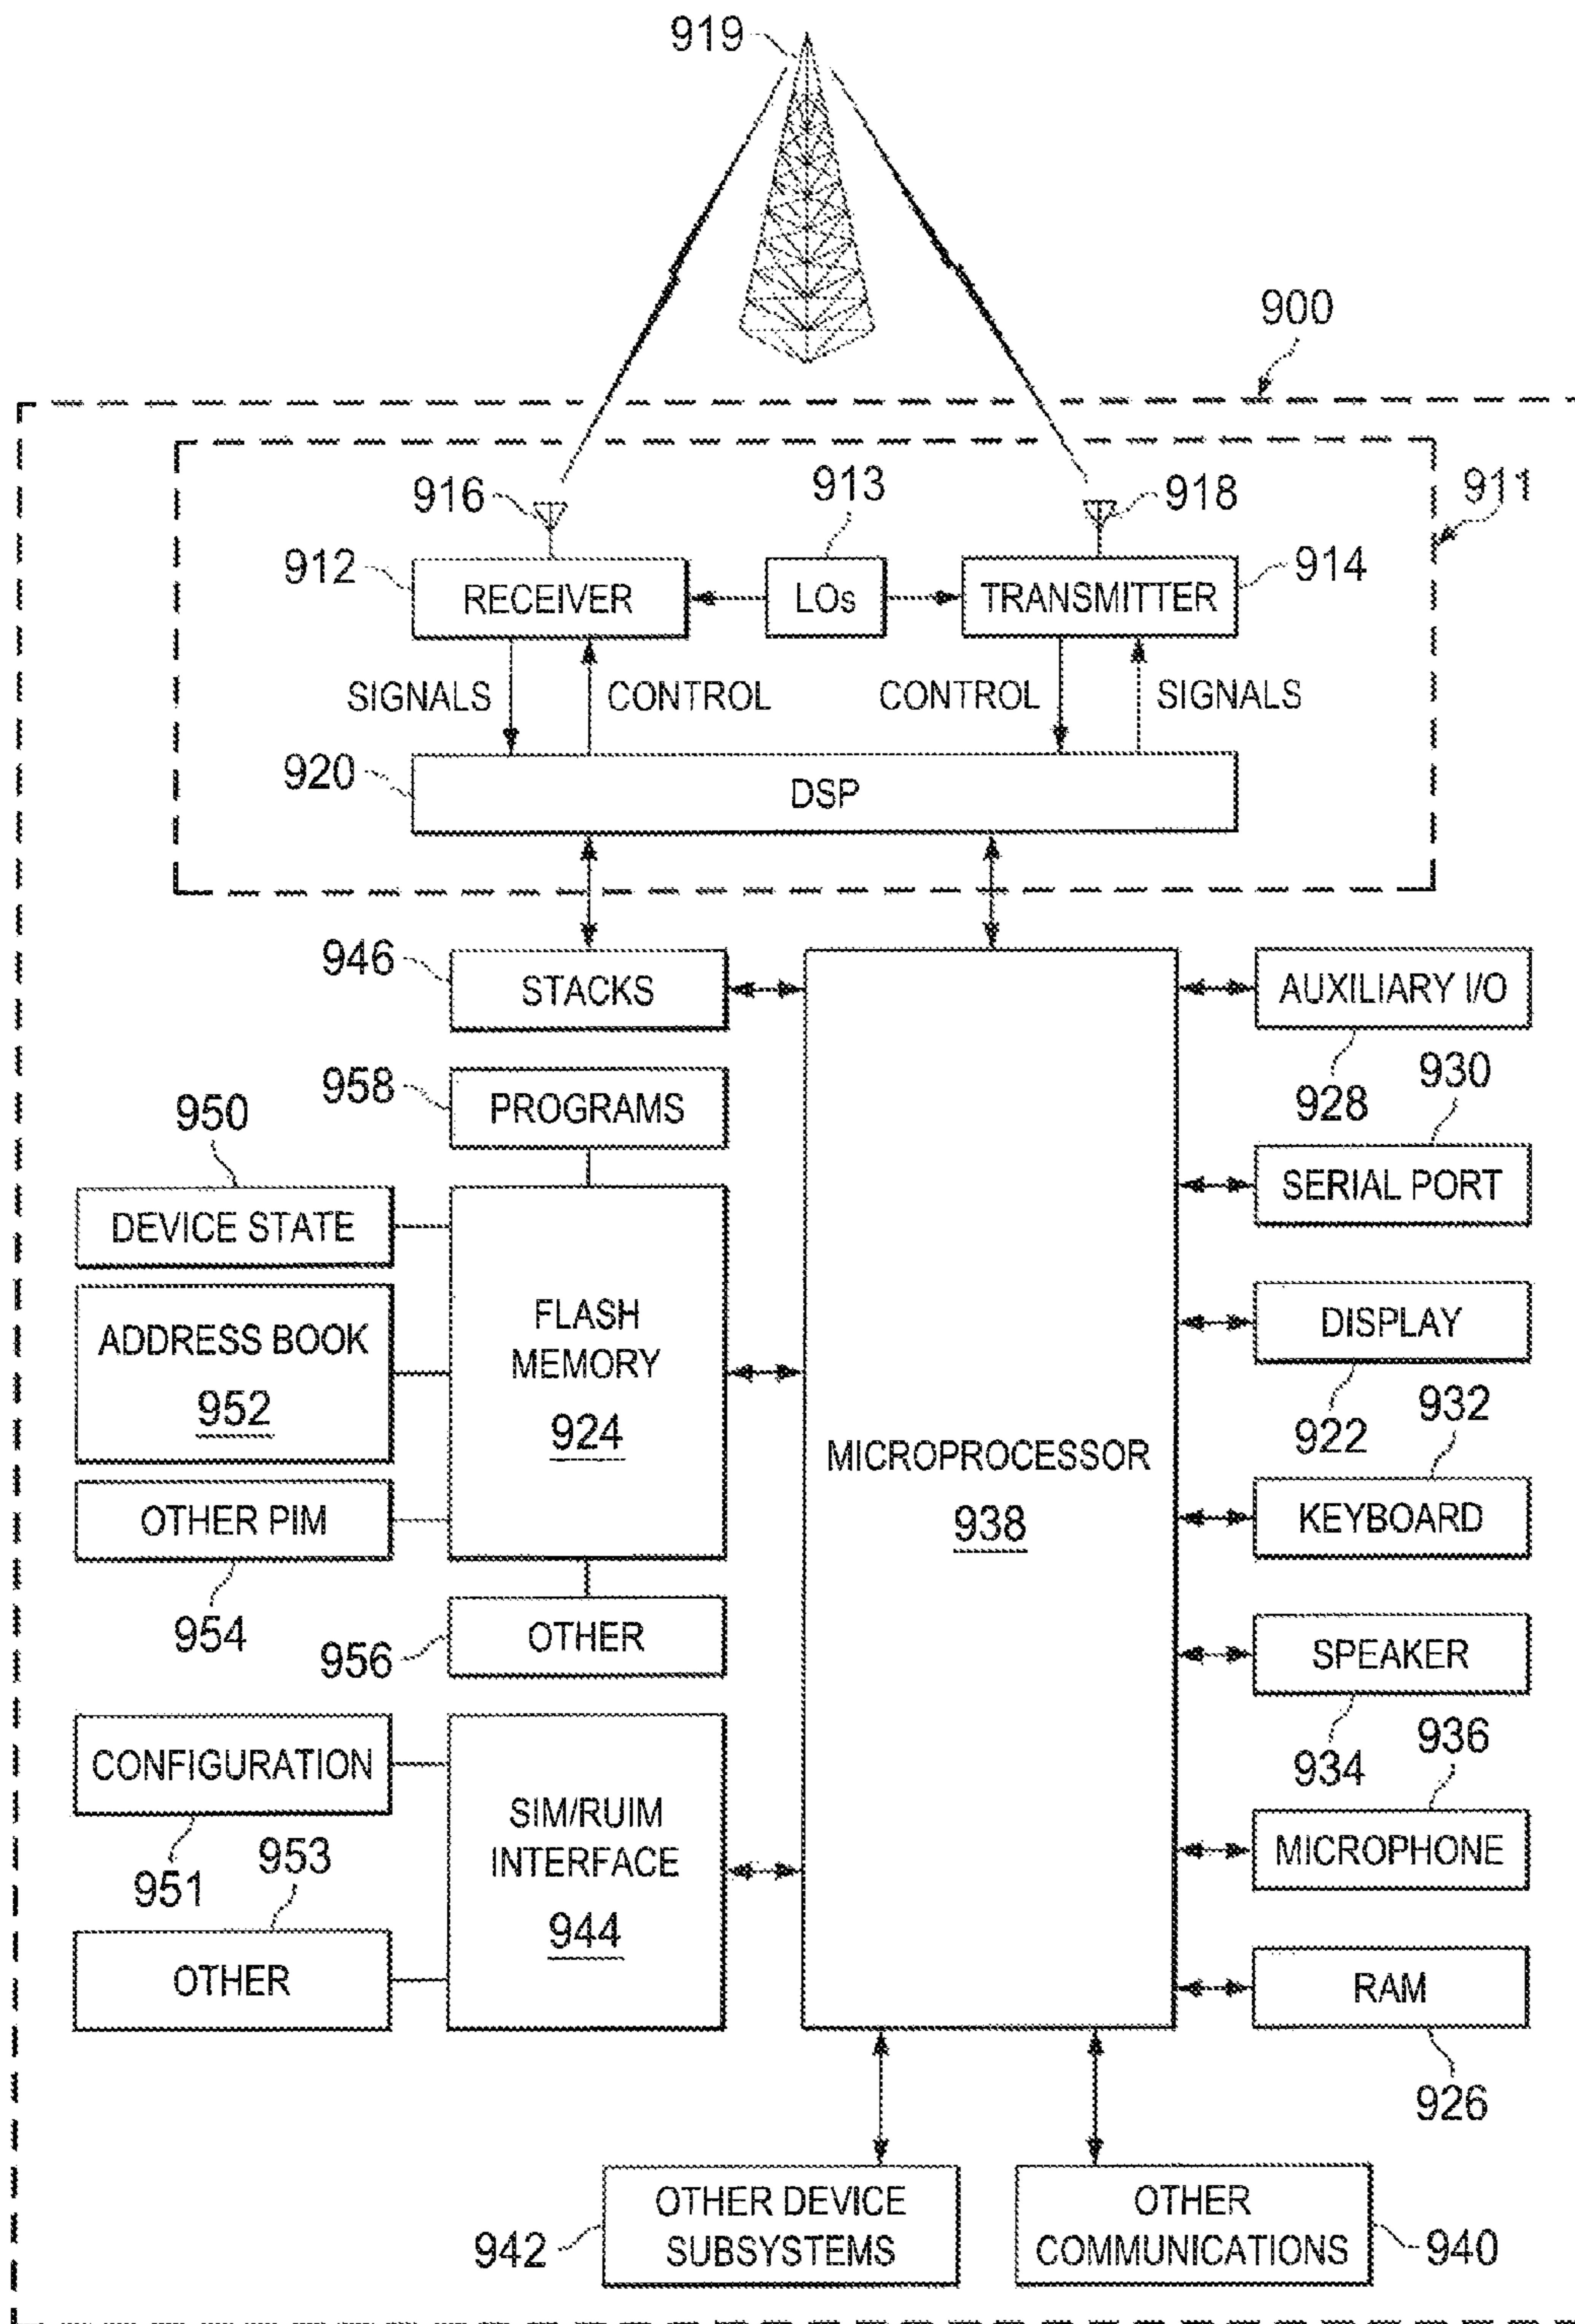 919
900
916
913
918
911
912
RECEIVER
LOs
TRANSMITTER
914
SIGNALS
CONTROL
CONTROL
SIGNALS
920
DSP
946
STACKS
AUXILIARY I/O
928
958
PROGRAMS
930
SERIAL PORT
950
DEVICE STATE
ADDRESS BOOK
952
FLASH
MEMORY
924
DISPLAY
922
MICROPROCESSOR
938
932
KEYBOARD
OTHER PIM
954
956
OTHER
SPEAKER
934
CONFIGURATION
951
SIM/RUIM
INTERFACE
944
936
MICROPHONE
953
OTHER
RAM
926
942
OTHER DEVICE
SUBSYSTEMS
OTHER
COMMUNICATIONS
940